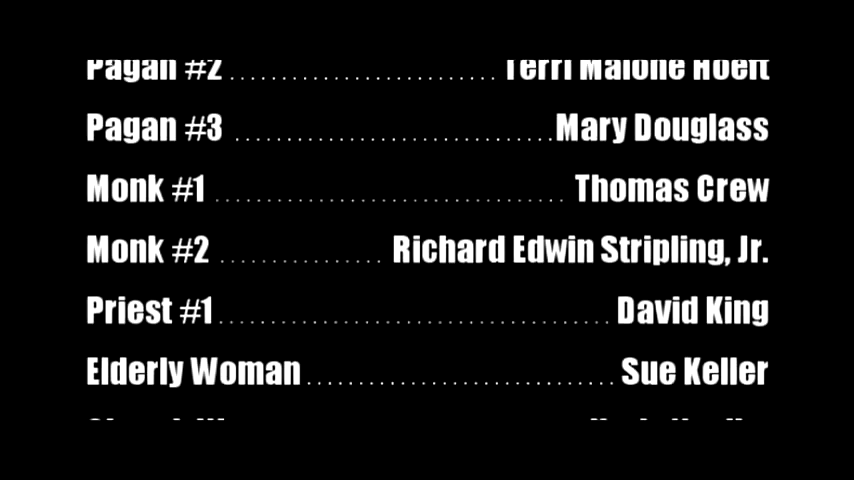 Pagan #2 .......................... Terri Malone Hoeft
Pagan #3 ...............................Mary Douglass
Monk #1 .................................. Thomas Crew
Monk #2 ................ Richard Edwin Stripling, Jr.
Priest #1 ...................................... David King
Elderly Woman .............................. Sue Keller